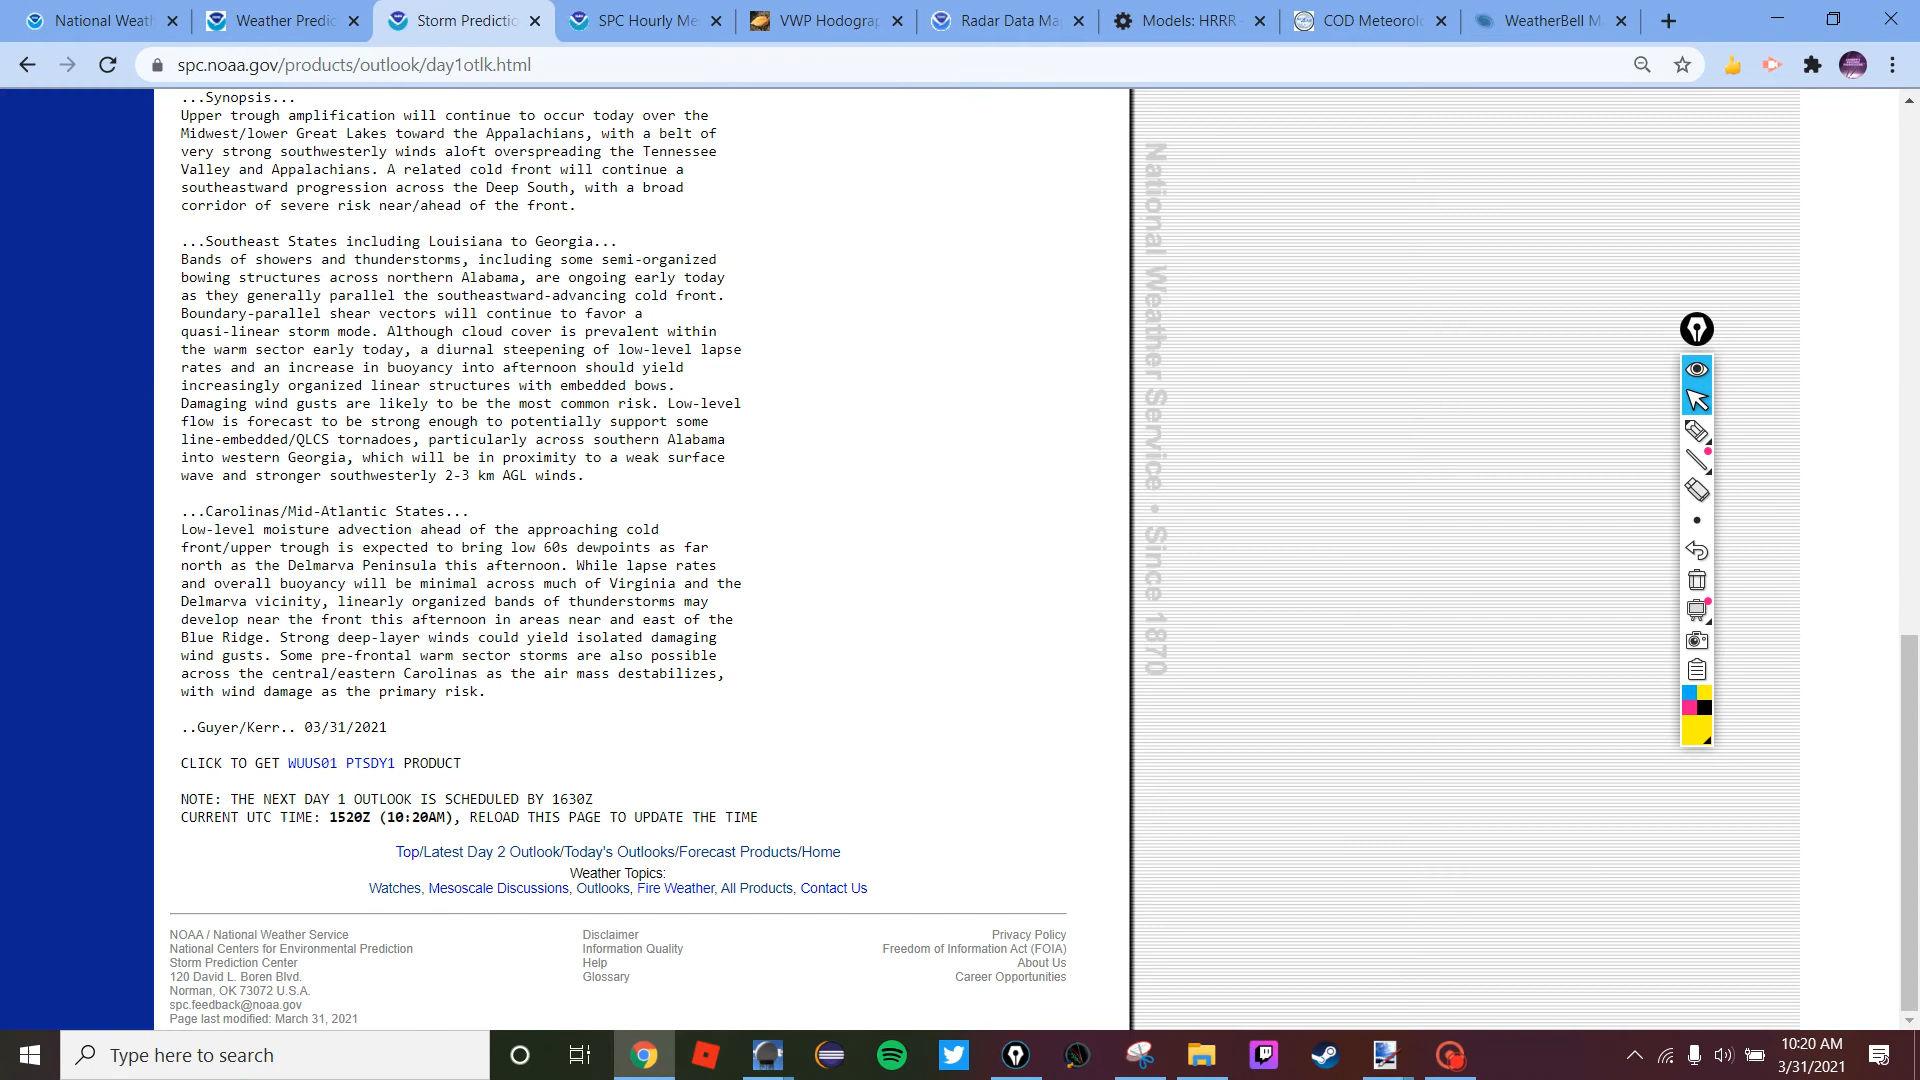 National Weath
Weather Predic
Storm Predictio
SPC Hourly Me
VWP Hodograp
Radar Data Ma
Models: HRRR -
COD Meteorolo
WeatherBell M
spc.noaa.gov/products/outlook/day1otlk.html
...Synopsis...
Upper trough amplification will continue to occur today over the
Midwest/lower Great Lakes toward the Appalachians, with a belt of
very strong southwesterly winds aloft overspreading the Tennessee
Valley and Appalachians. A related cold front will continue a
southeastward progression across the Deep South, with a broad
corridor of severe risk near/ahead of the front.
...Southeast States including Louisiana to Georgia...
Bands of showers and thunderstorms, including some semi-organized
bowing structures across northern Alabama, are ongoing early today
as they generally parallel the southeastward-advancing cold front.
Boundary-parallel shear vectors will continue to favor a
quasi-linear storm mode. Although cloud cover is prevalent within
the warm sector early today, a diurnal steepening of low-level lapse
rates and an increase in buoyancy into afternoon should yield
increasingly organized linear structures with embedded bows.
Damaging wind gusts are likely to be the most common risk. Low-level
flow is forecast to be strong enough to potentially support some
line-embedded/QLCS tornadoes, particularly across southern Alabama
into western Georgia, which will be in proximity to a weak surface
wave and stronger southwesterly 2-3 km AGL winds.
...Carolinas/Mid-Atlantic States...
Low-level moisture advection ahead of the approaching cold
front/upper trough is expected to bring low 60s dewpoints as far
north as the Delmarva Peninsula this afternoon. While lapse rates
and overall buoyancy will be minimal across much of Virginia and the
Delmarva vicinity, linearly organized bands of thunderstorms may
develop near the front this afternoon in areas near and east of the
Blue Ridge. Strong deep-layer winds could yield isolated damaging
wind gusts. Some pre-frontal warm sector storms are also possible
across the central/eastern Carolinas as the air mass destabilizes,
with wind damage as the primary risk.
..Guyer/Kerr.. 03/31/2021
CLICK TO GET WUUS01 PTSDY1 PRODUCT
NOTE: THE NEXT DAY 1 OUTLOOK IS SCHEDULED BY 1630Z
CURRENT UTC TIME: 1520Z (10:20AM), RELOAD THIS PAGE TO UPDATE THE TIME
Top/Latest Day 2 Outlook/Today's Outlooks/Forecast Products/Home
Weather Topics:
Watches, Mesoscale Discussions, Outlooks, Fire Weather, All Products, Contact Us
NOAA / National Weather Service
National Centers for Environmental Prediction
Storm Prediction Center
120 David L. Boren Blvd.
Norman, OK 73072 U.S.A.
spc.feedback@noaa.gov
Page last modified: March 31, 2021
Disclaimer
Information Quality
Help
Glossary
Privacy Policy
Freedom of Information Act (FOIA)
About Us
Career Opportunities
National Weather Service • Since 1870
Type here to search
10:20 AM
3/31/2021